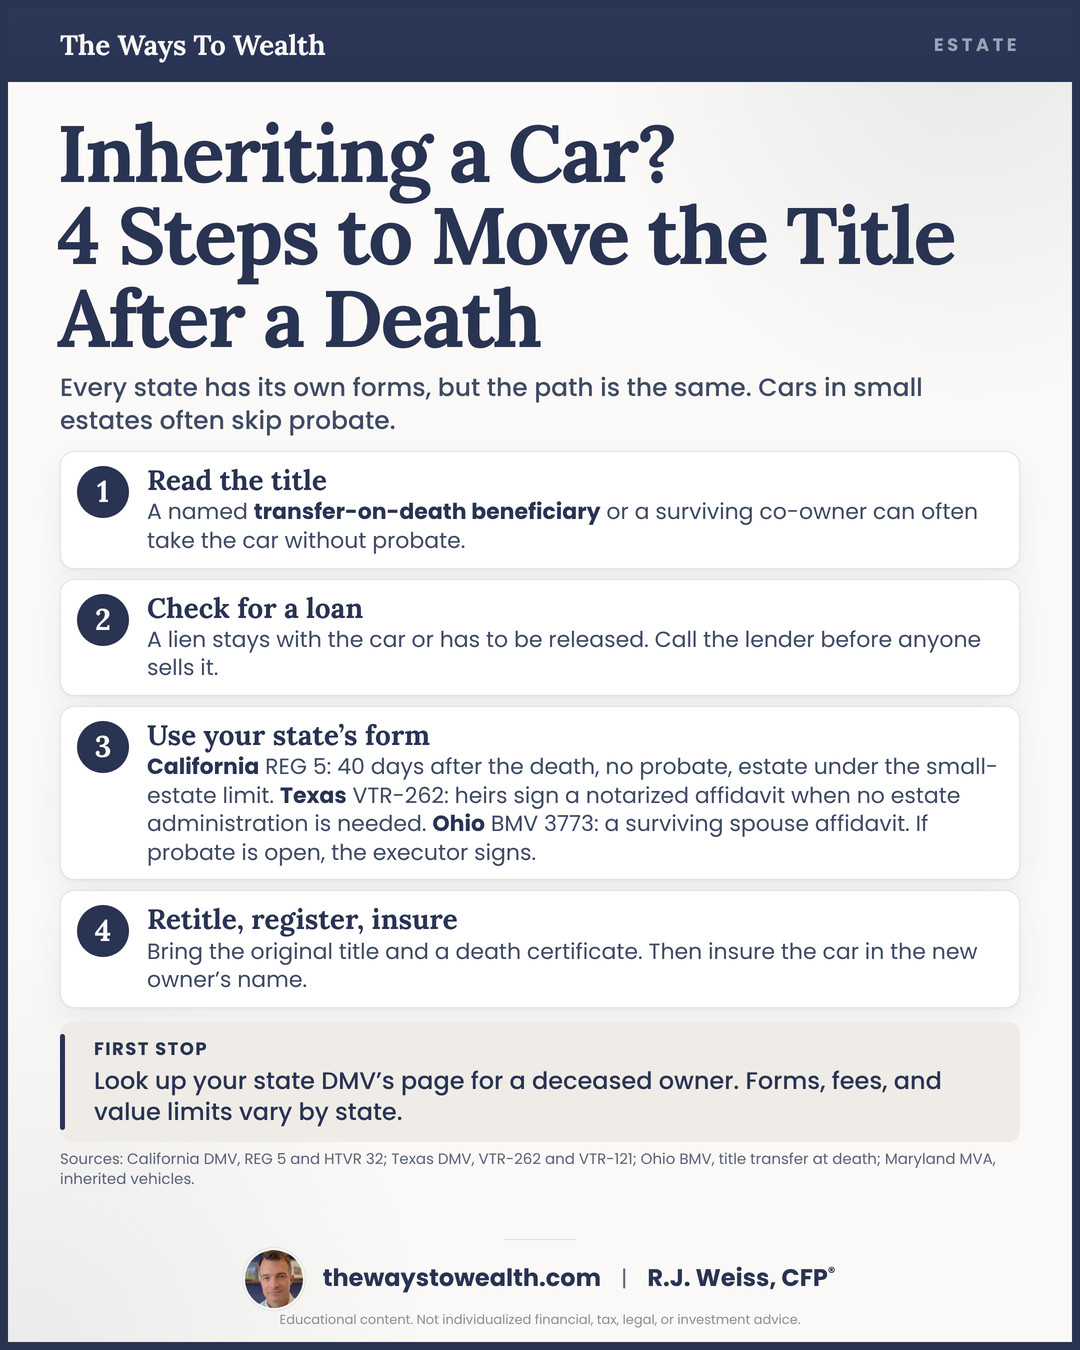 The Ways To Wealth
ESTATE
Inheriting a Car?
4 Steps to Move the Title
After a Death
Every state has its own forms, but the path is the same. Cars in small
estates often skip probate.
1
Read the title
A named transfer-on-death beneficiary or a surviving co-owner can often
take the car without probate.
2
Check for a loan
A lien stays with the car or has to be released. Call the lender before anyone
sells it.
3
Use your state’s form
California REG 5: 40 days after the death, no probate, estate under the small-
estate limit. Texas VTR-262: heirs sign a notarized affidavit when no estate
administration is needed. Ohio BMV 3773: a surviving spouse affidavit. If
probate is open, the executor signs.
4
Retitle, register, insure
Bring the original title and a death certificate. Then insure the car in the new
owner’s name.
FIRST STOP
Look up your state DMV’s page for a deceased owner. Forms, fees, and
value limits vary by state.
Sources: California DMV, REG 5 and HTVR 32; Texas DMV, VTR-262 and VTR-121; Ohio BMV, title transfer at death; Maryland MVA,
inherited vehicles.
thewaystowealth.com | R.J. Weiss, CFP®
Educational content. Not individualized financial, tax, legal, or investment advice.